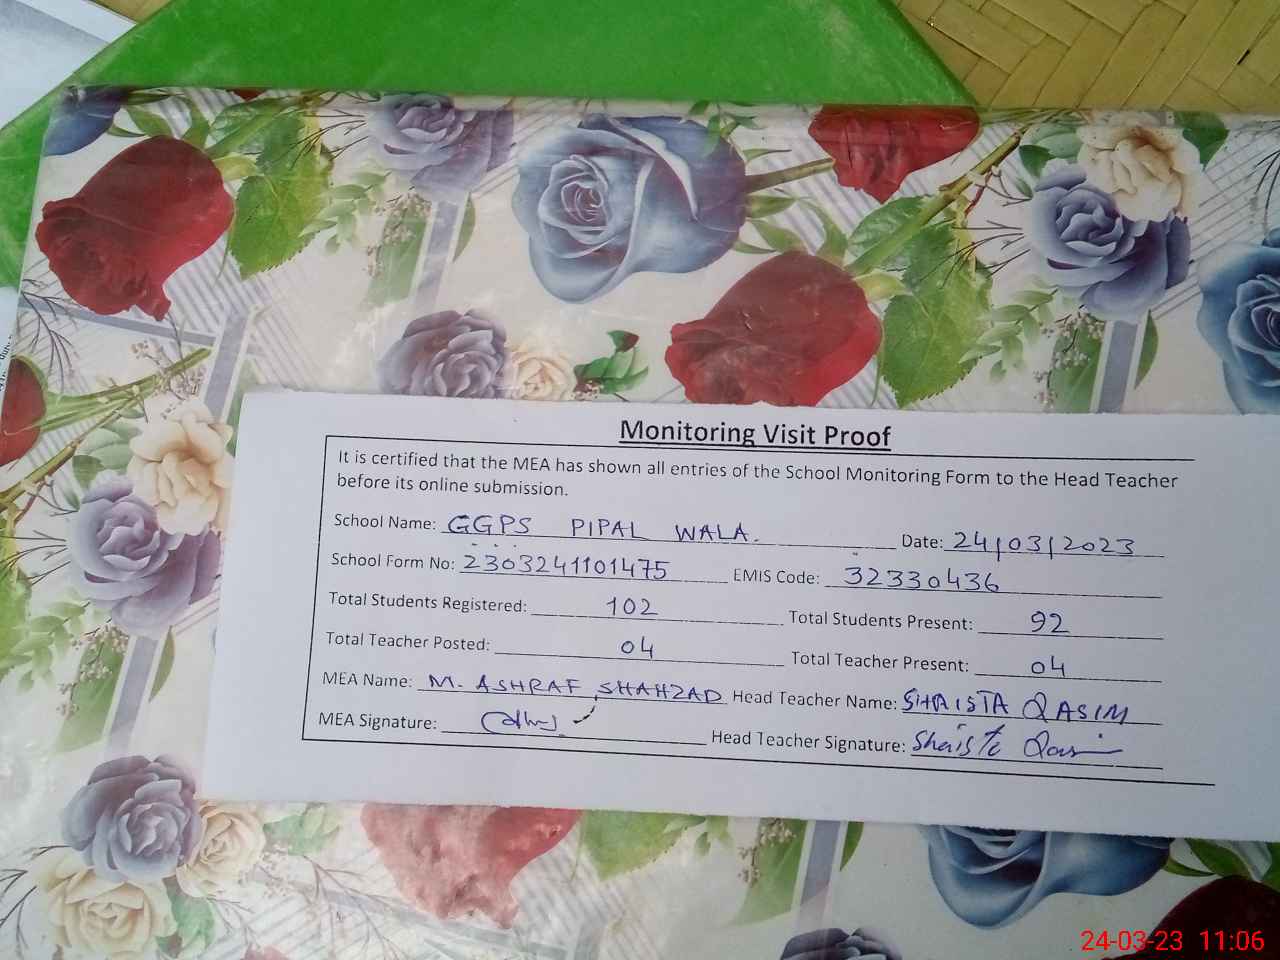 Monitoring Visit Proof
It is certified that the MEA has shown all entries of the School Monitoring Form to the Head Teacher
before its online submission.
School Name: GGPS PIPAL WALA. Date: 24/03/2023
School Form No: 2303241101475 EMIS Code: 32330436
Total Students Registered: 102 Total Students Present: 92
Total Teacher Posted: 04 Total Teacher Present: 04
MEA Name: M. ASHRAF SHAHZAD Head Teacher Name: SHAISTA QASIM
MEA Signature: Head Teacher Signature: Shaista
24-03-23 11:06